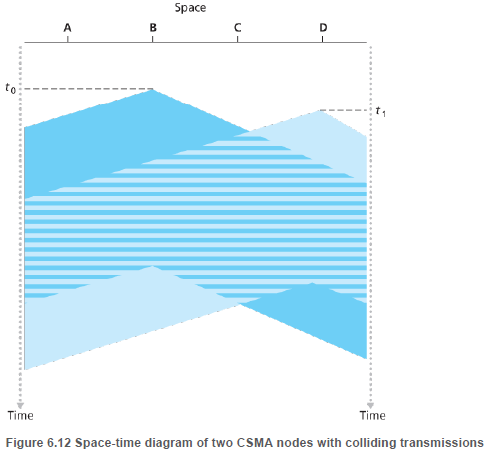 Space
A B C D
t0
t1
Time Time
Figure 6.12 Space-time diagram of two CSMA nodes with colliding transmissions